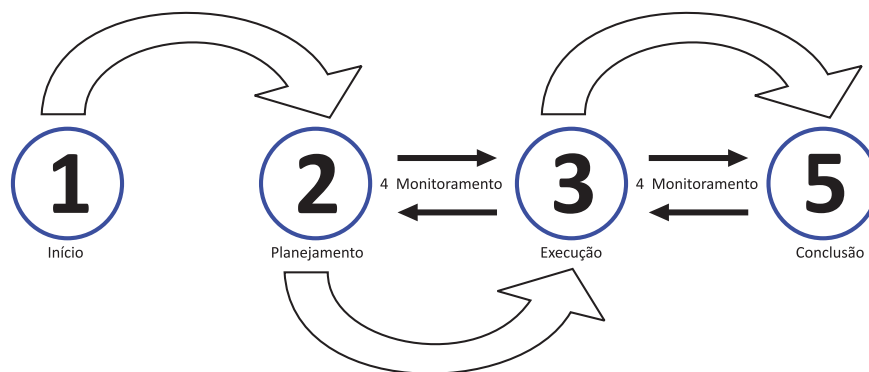 1
2
3
5
4 Monitoramento
4 Monitoramento
Início
Planejamento
Execução
Conclusão